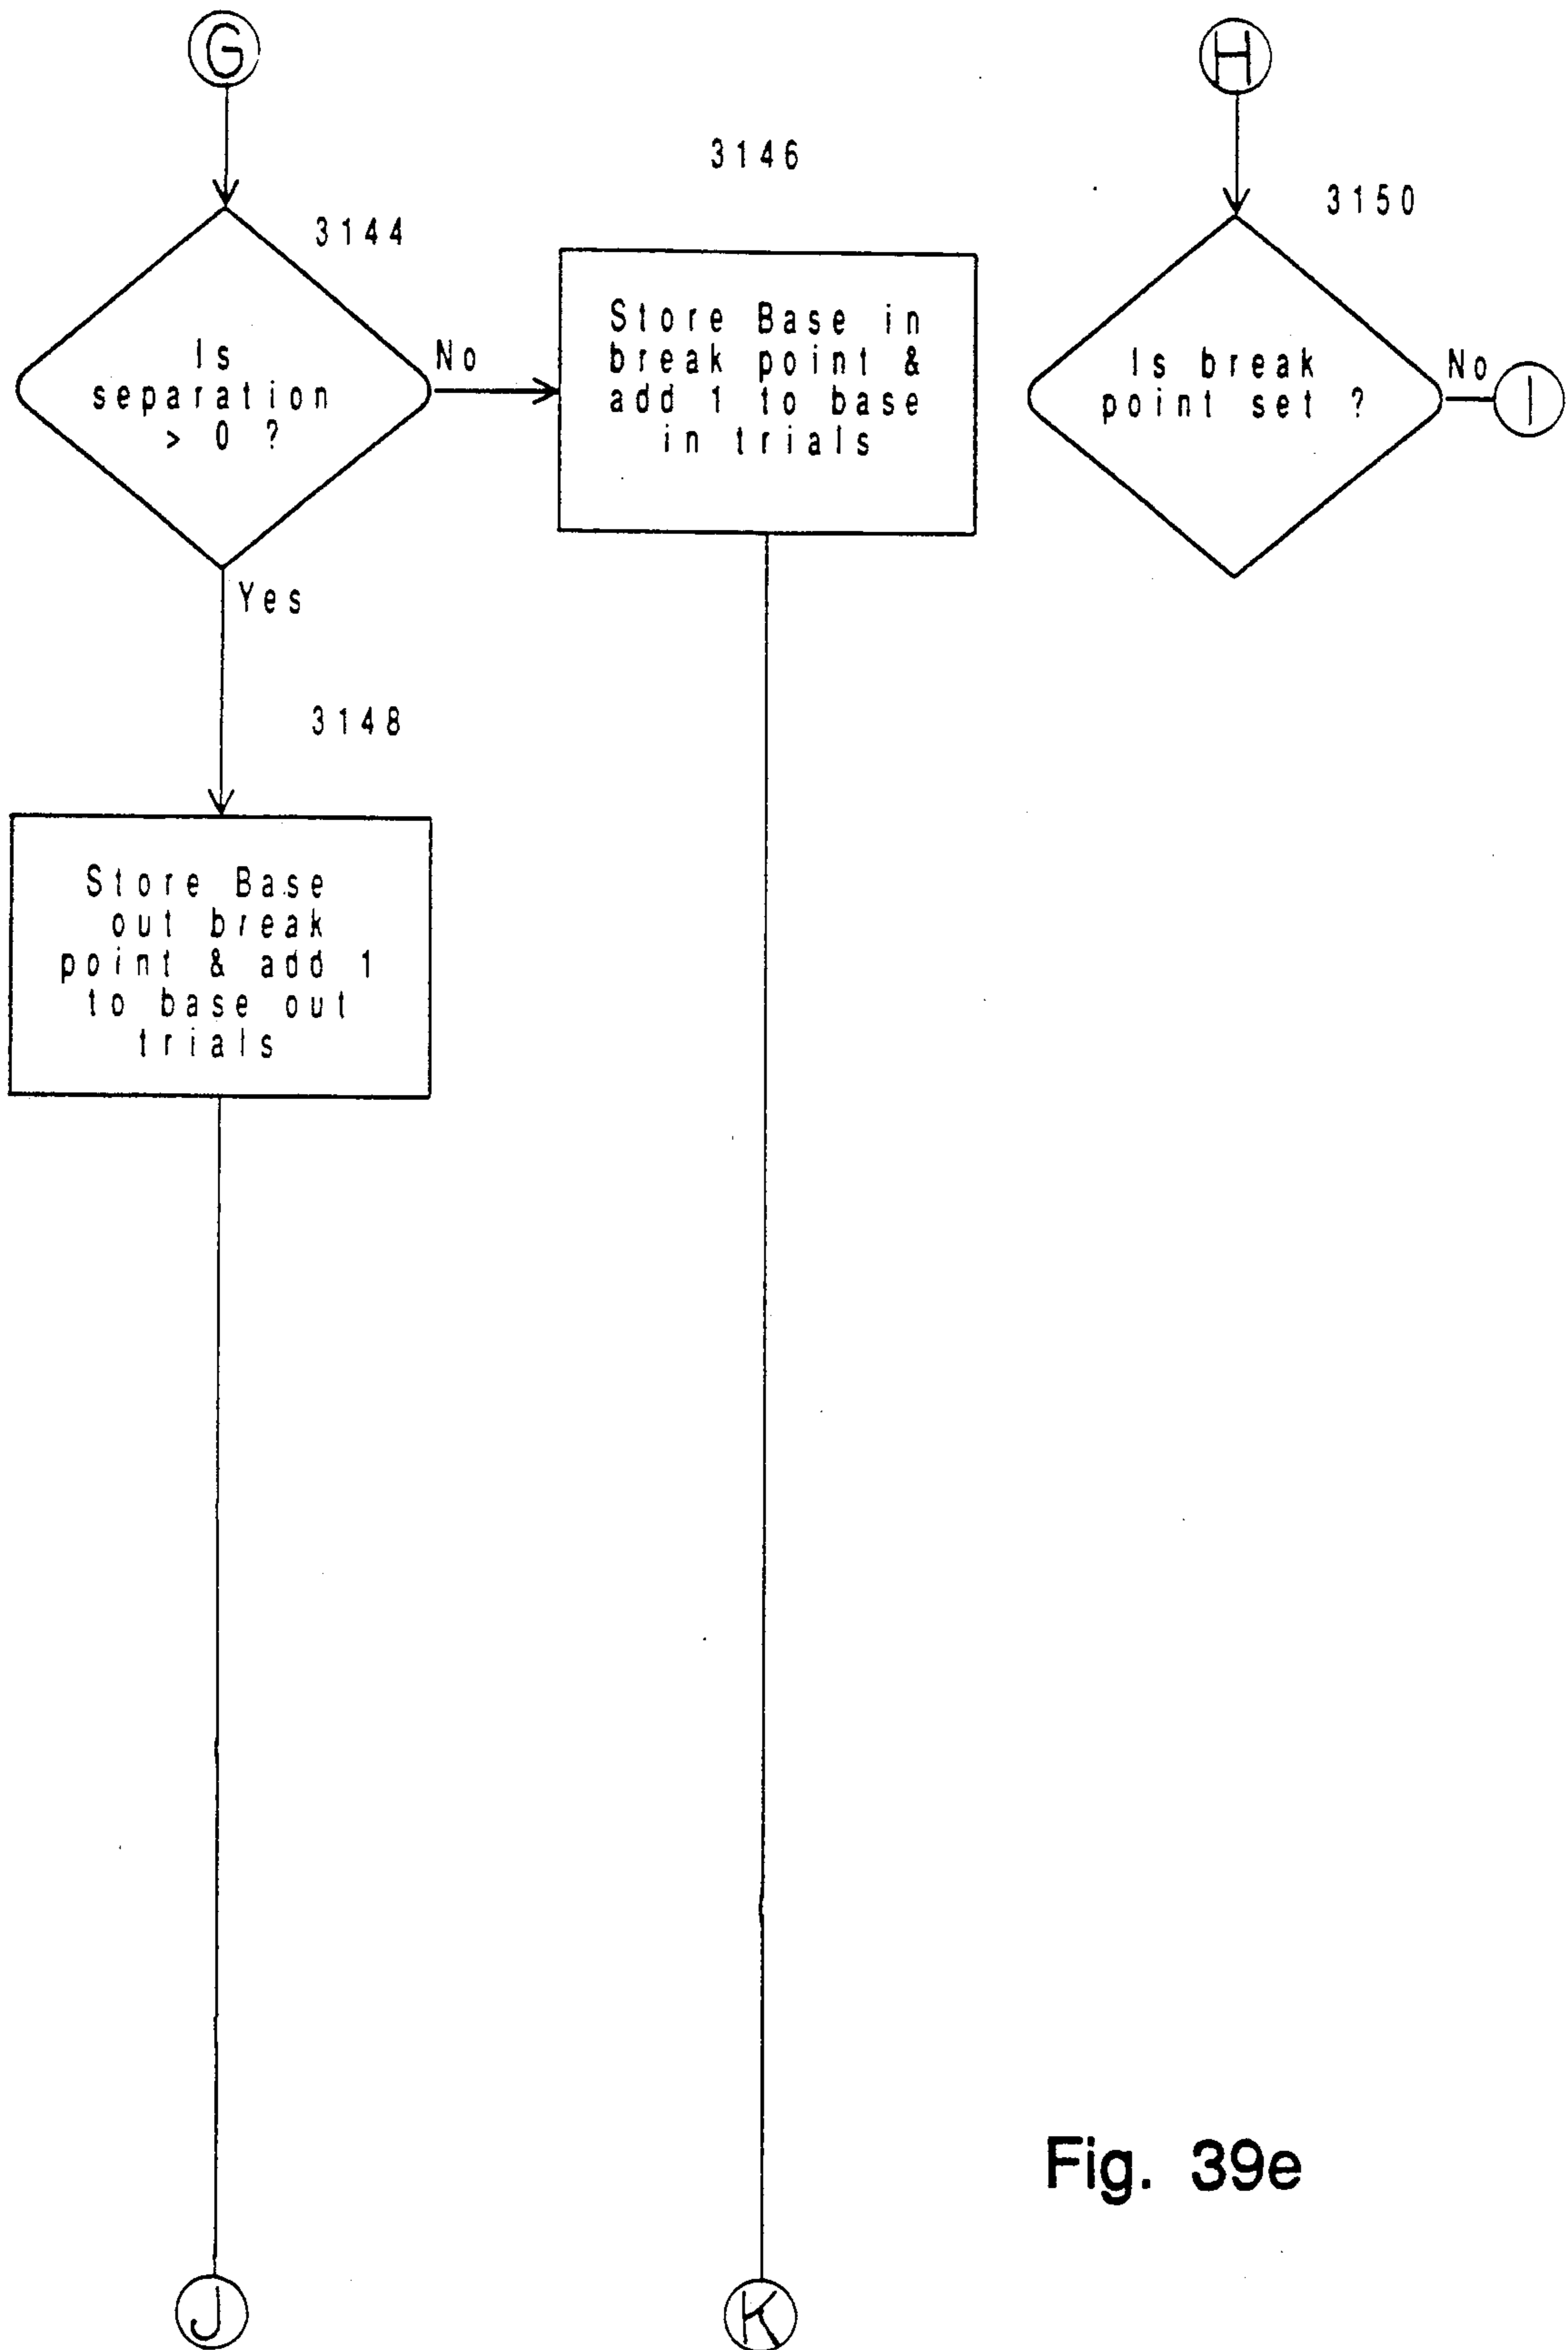 G
H
3146
3150
3144
Is
separation
> 0 ?
No
Store Base in
break point &
add 1 to base
in trials
Is break
point set ?
No
I
Yes
3148
Store Base
out break
point & add 1
to base out
trials
Fig. 39e
J
K